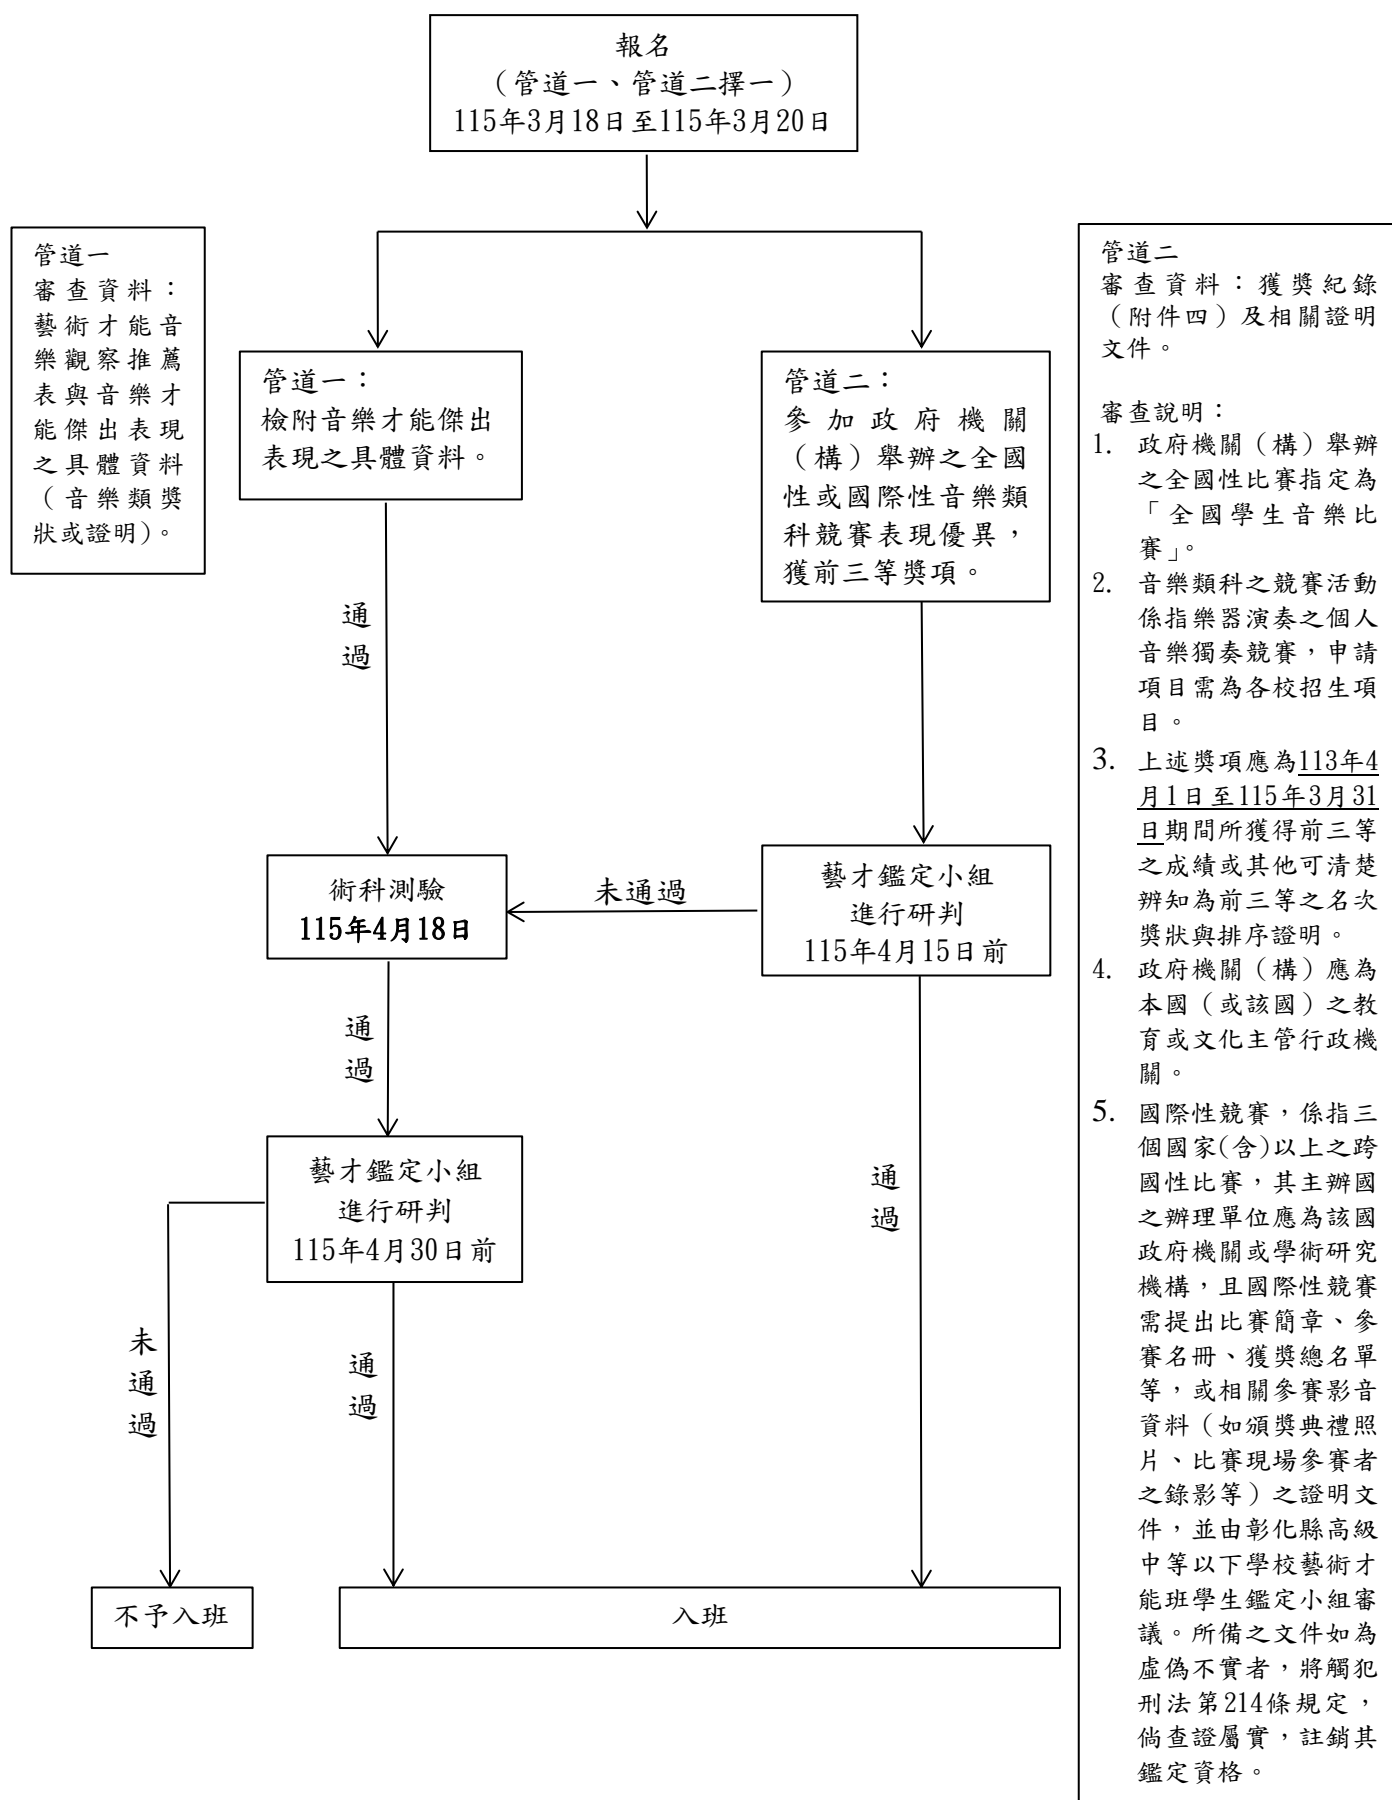 報名
（管道一、管道二擇一）
115年3月18日至115年3月20日
管道一
審查資料：
藝術才能音
樂觀察推薦
表與音樂才
能傑出表現
之具體資料
（音樂類獎
狀或證明）。
管道一：
檢附音樂才能傑出
表現之具體資料。
管道二：
參加政府機關
（構）舉辦之全國
性或國際性音樂類
科競賽表現優異，
獲前三等獎項。
通過
術科測驗
115年4月18日
未通過
藝才鑑定小組
進行研判
115年4月15日前
通過
藝才鑑定小組
進行研判
115年4月30日前
通過
未通過
通過
不予入班
入班
管道二
審查資料：獲獎紀錄
（附件四）及相關證明
文件。
審查說明：
1. 政府機關（構）舉辦
之全國性比賽指定為
「全國學生音樂比
賽」。
2. 音樂類科之競賽活動
係指樂器演奏之個人
音樂獨奏競賽，申請
項目需為各校招生項
目。
3. 上述獎項應為113年4
月1日至115年3月31
日期間所獲得前三等
之成績或其他可清楚
辨知為前三等之名次
獎狀與排序證明。
4. 政府機關（構）應為
本國（或該國）之教
育或文化主管行政機
關。
5. 國際性競賽，係指三
個國家(含)以上之跨
國性比賽，其主辦國
之辦理單位應為該國
政府機關或學術研究
機構，且國際性競賽
需提出比賽簡章、參
賽名冊、獲獎總名單
等，或相關參賽影音
資料（如頒獎典禮照
片、比賽現場參賽者
之錄影等）之證明文
件，並由彰化縣高級
中等以下學校藝術才
能班學生鑑定小組審
議。所備之文件如為
虛偽不實者，將觸犯
刑法第214條規定，
倘查證屬實，註銷其
鑑定資格。